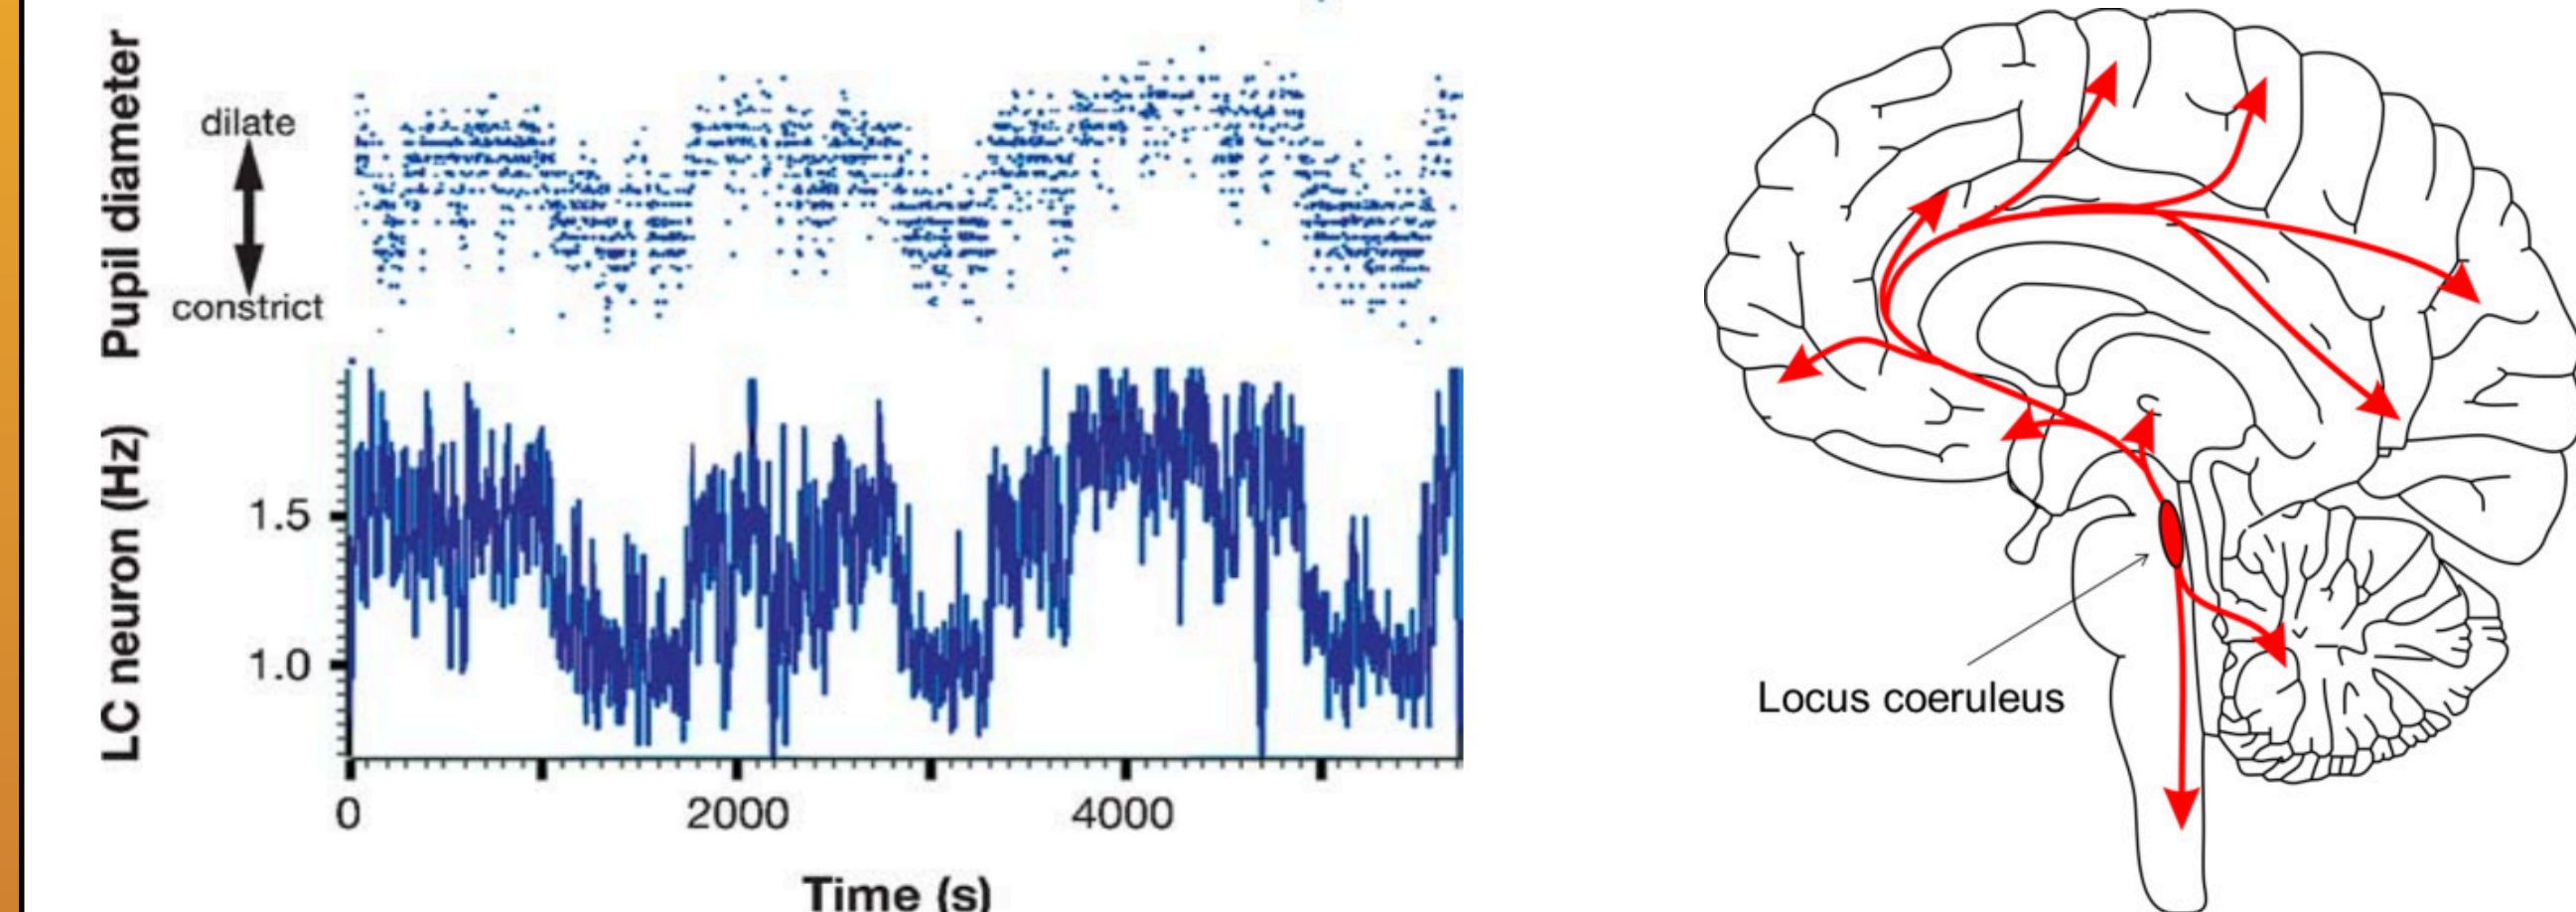 Pupil diameter
dilate
constrict
LC neuron (Hz)
1.5
1.0
0
2000
4000
Time (s)
Locus coeruleus